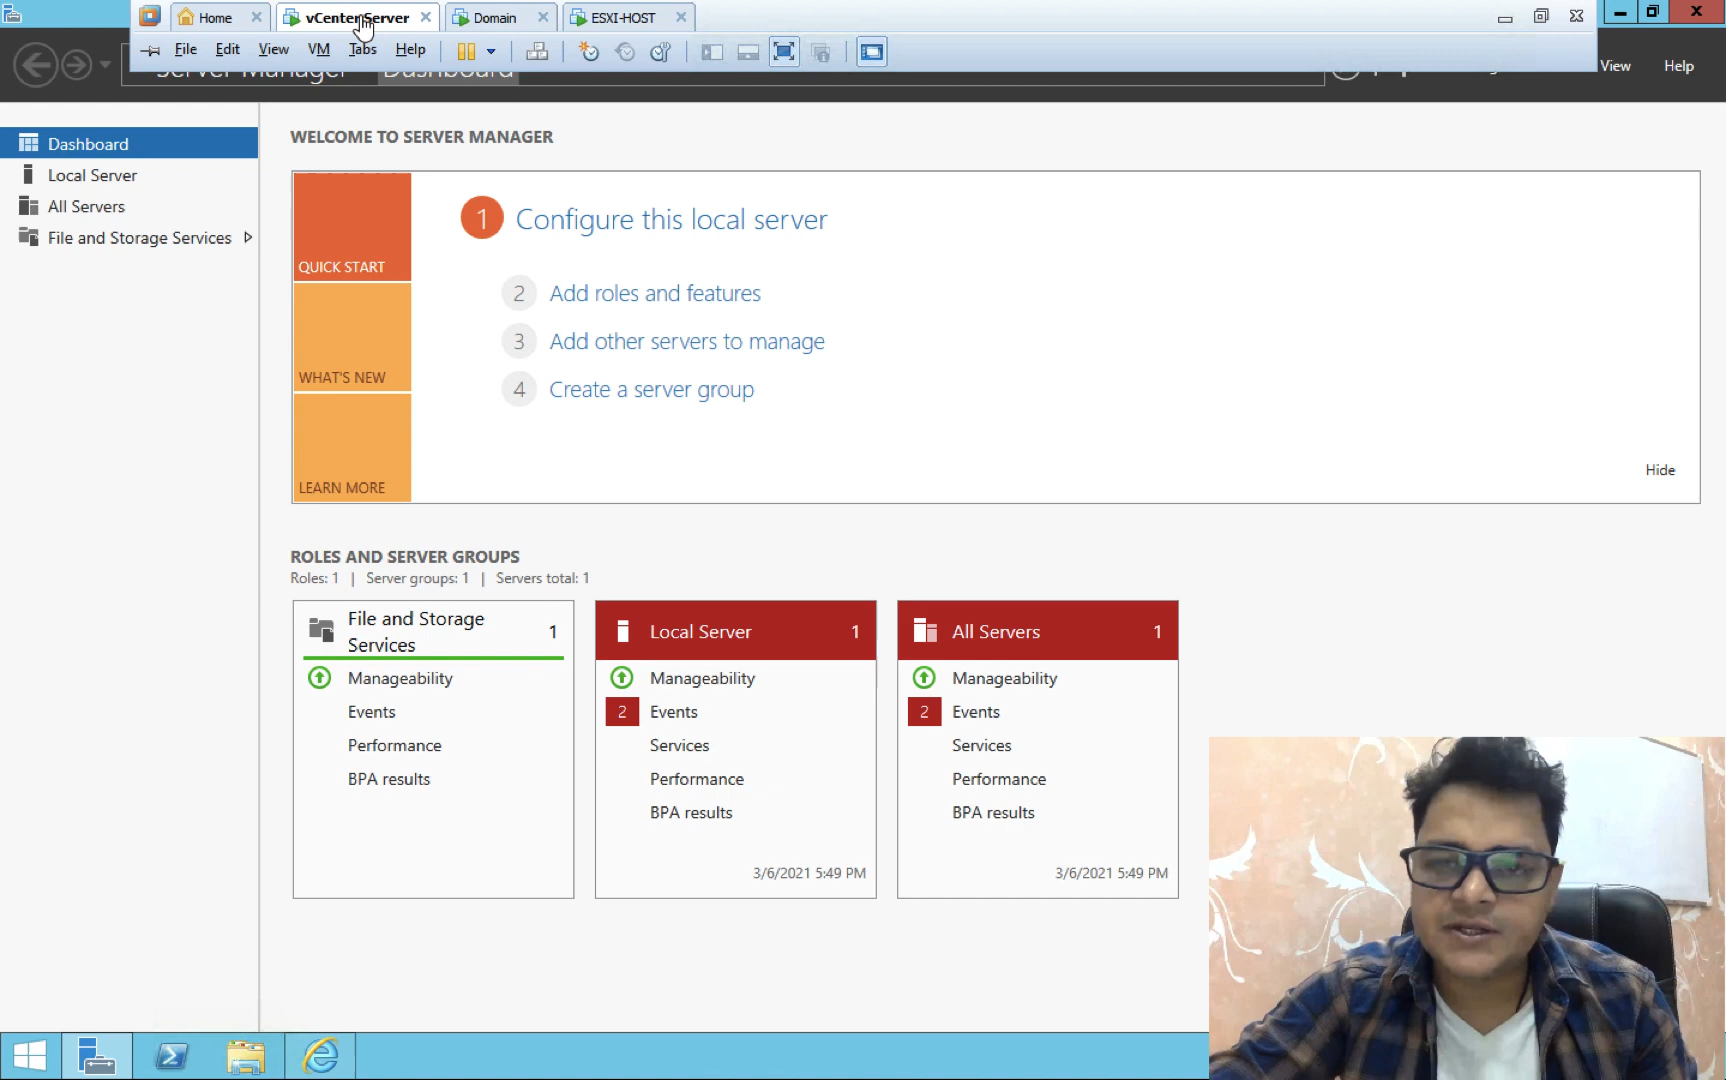 Home
vCenterServer
Domain
ESXI-HOST
File Edit View VM Tabs Help
Server Manager Dashboard
View Help
Dashboard
Local Server
All Servers
File and Storage Services
WELCOME TO SERVER MANAGER
QUICK START
WHAT'S NEW
LEARN MORE
1 Configure this local server
2 Add roles and features
3 Add other servers to manage
4 Create a server group
Hide
ROLES AND SERVER GROUPS
Roles: 1 | Server groups: 1 | Servers total: 1
File and Storage
Services
1
Manageability
Events
Performance
BPA results
Local Server 1
Manageability
2 Events
Services
Performance
BPA results
3/6/2021 5:49 PM
All Servers 1
Manageability
2 Events
Services
Performance
BPA results
3/6/2021 5:49 PM